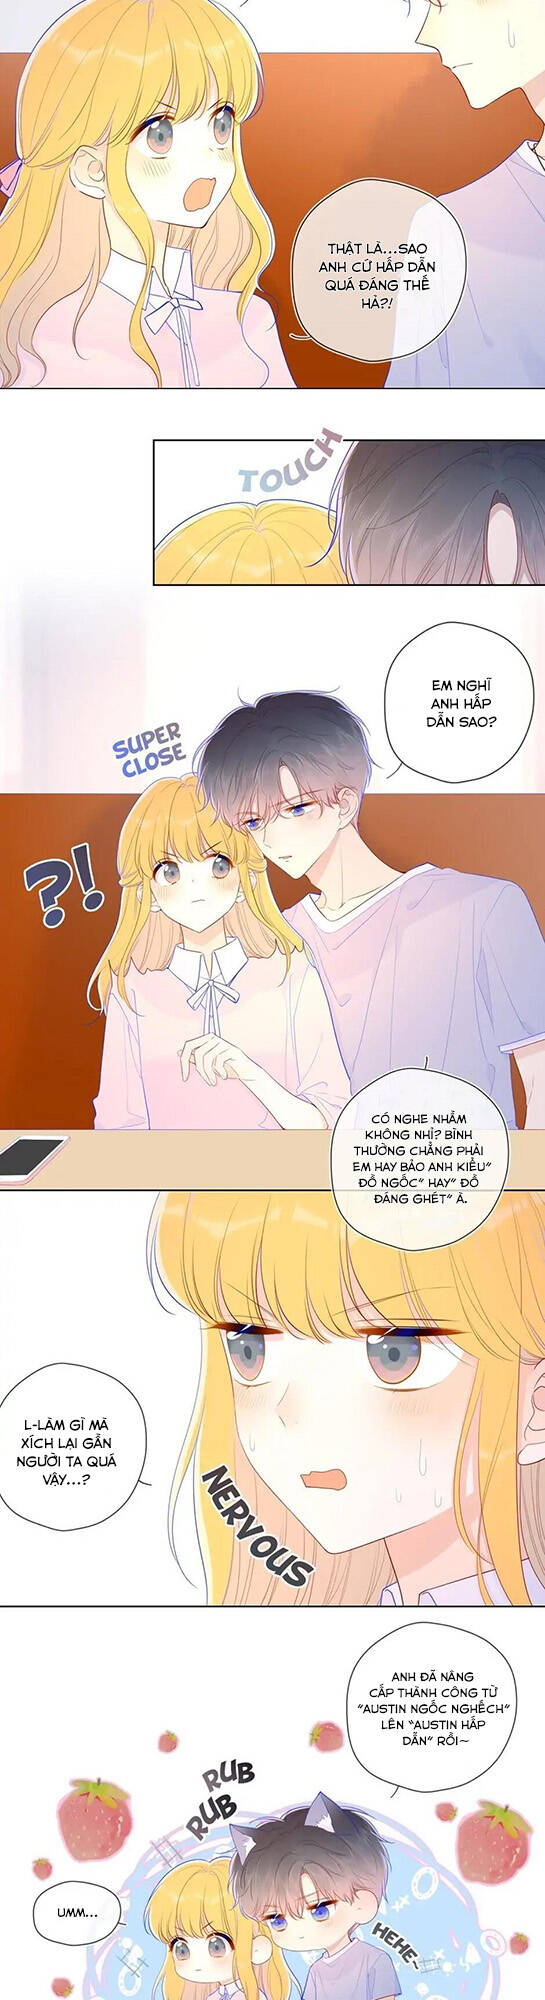 THẬT LÀ...SAO
ANH CỨ HẤP DẪN
QUÁ ĐÁNG THẾ
HẢ?!
TOUCH
EM NGHĨ
ANH HẤP
DẪN SAO?
SUPER
CLOSE
?!
CÓ NGHE NHẦM
KHÔNG NHỈ? BÌNH
THƯỜNG CHẲNG PHẢI
EM HAY BẢO ANH KIỂU"
ĐỒ NGỐC" HAY" ĐỒ
ĐÁNG GHÉT" À.
L-LÀM GÌ MÀ
XÍCH LẠI GẦN
NGƯỜI TA QUÁ
VẬY...?
NERVOUS
ANH ĐÃ NÂNG
CẤP THÀNH CÔNG TỪ
"AUSTIN NGỐC NGHẾCH"
LÊN "AUSTIN HẤP
DẪN" RỒI~
RUB
RUB
UMM...
HEHE~